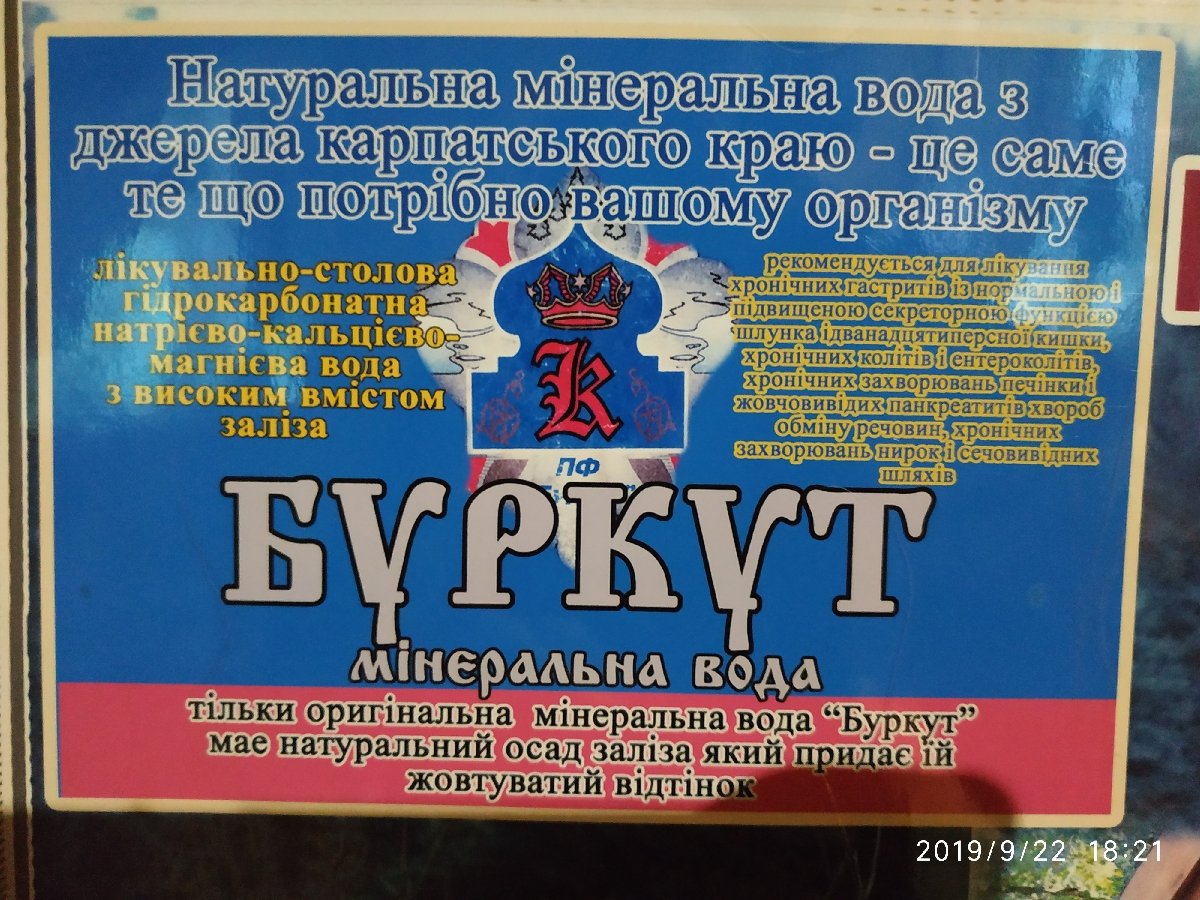 Натуральна мінеральна вода з
джерела карпатського краю - це саме
те що потрібно вашому організму
лікувально-столова
гідрокарбонатна
натрієво-кальцієво-
магнієва вода
з високим вмістом
заліза
рекомендується для лікування
хронічних гастритів із нормальною і
підвищеною секреторною функцією
шлунка ідванадцятиперсної кишки,
хронічних колітів і ентероколітів,
хронічних захворювань печінки і
жовчовивідих панкреатитів хвороб
обміну речовин, хронічних
захворювань нирок і сечовивідних
шляхів
К
ПФ
БУРКУТ
мінеральна вода
тільки оригінальна мінеральна вода “Буркут”
має натуральний осад заліза який придає їй
жовтуватий відтінок
2019/9/22 18:21